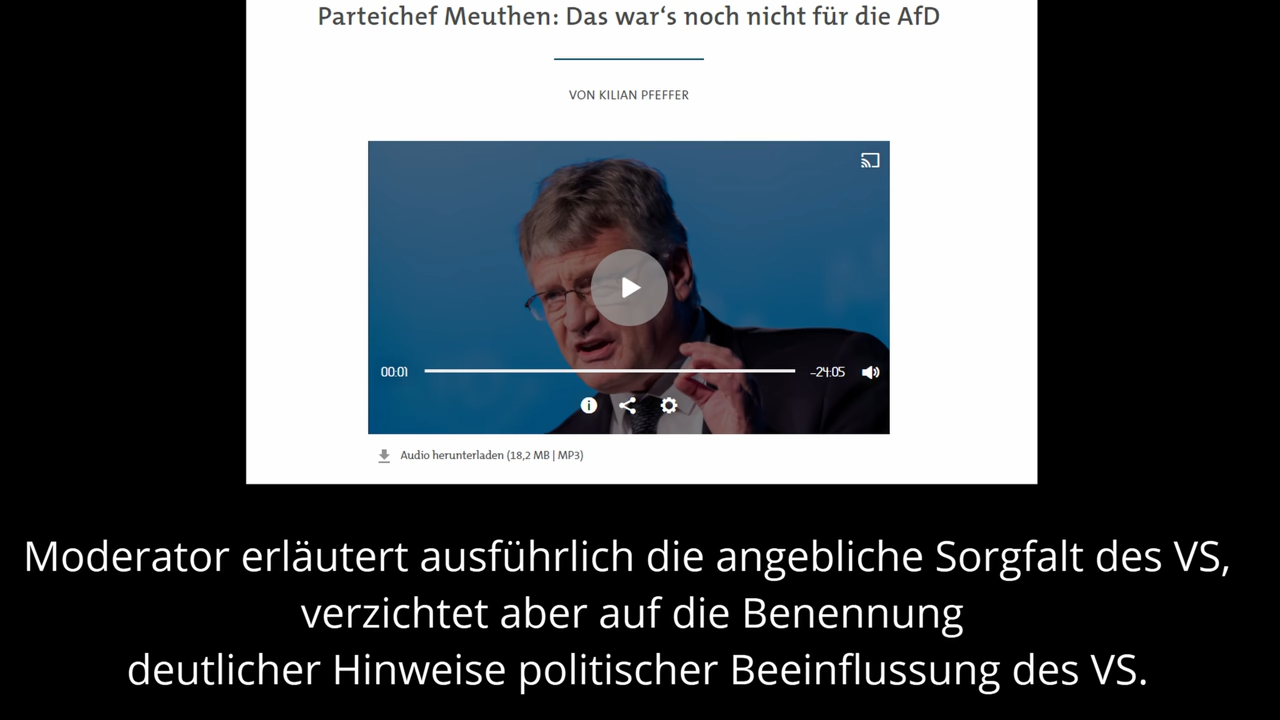 Parteichef Meuthen: Das war‘s noch nicht für die AfD
VON KILIAN PFEFFER
00:01
-24:05
Audio herunterladen (18,2 MB | MP3)
Moderator erläutert ausführlich die angebliche Sorgfalt des VS,
verzichtet aber auf die Benennung
deutlicher Hinweise politischer Beeinflussung des VS.